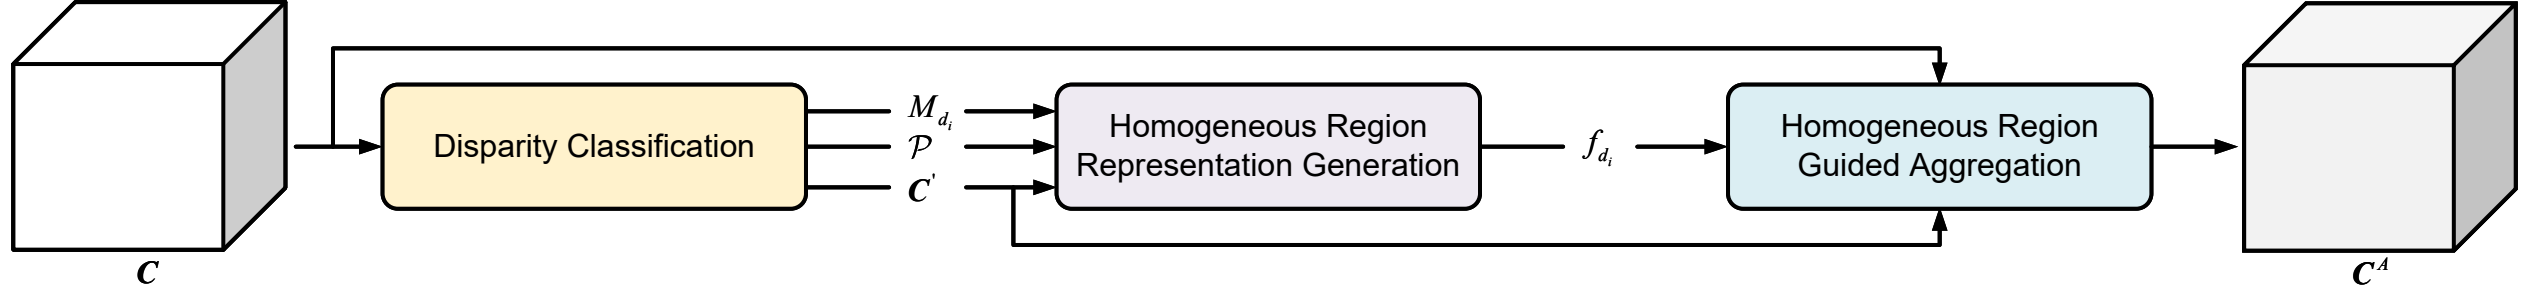 C
Disparity Classification
M_{d_i}
𝒫
C'
Homogeneous Region
Representation Generation
f_{d_i}
Homogeneous Region
Guided Aggregation
C^A